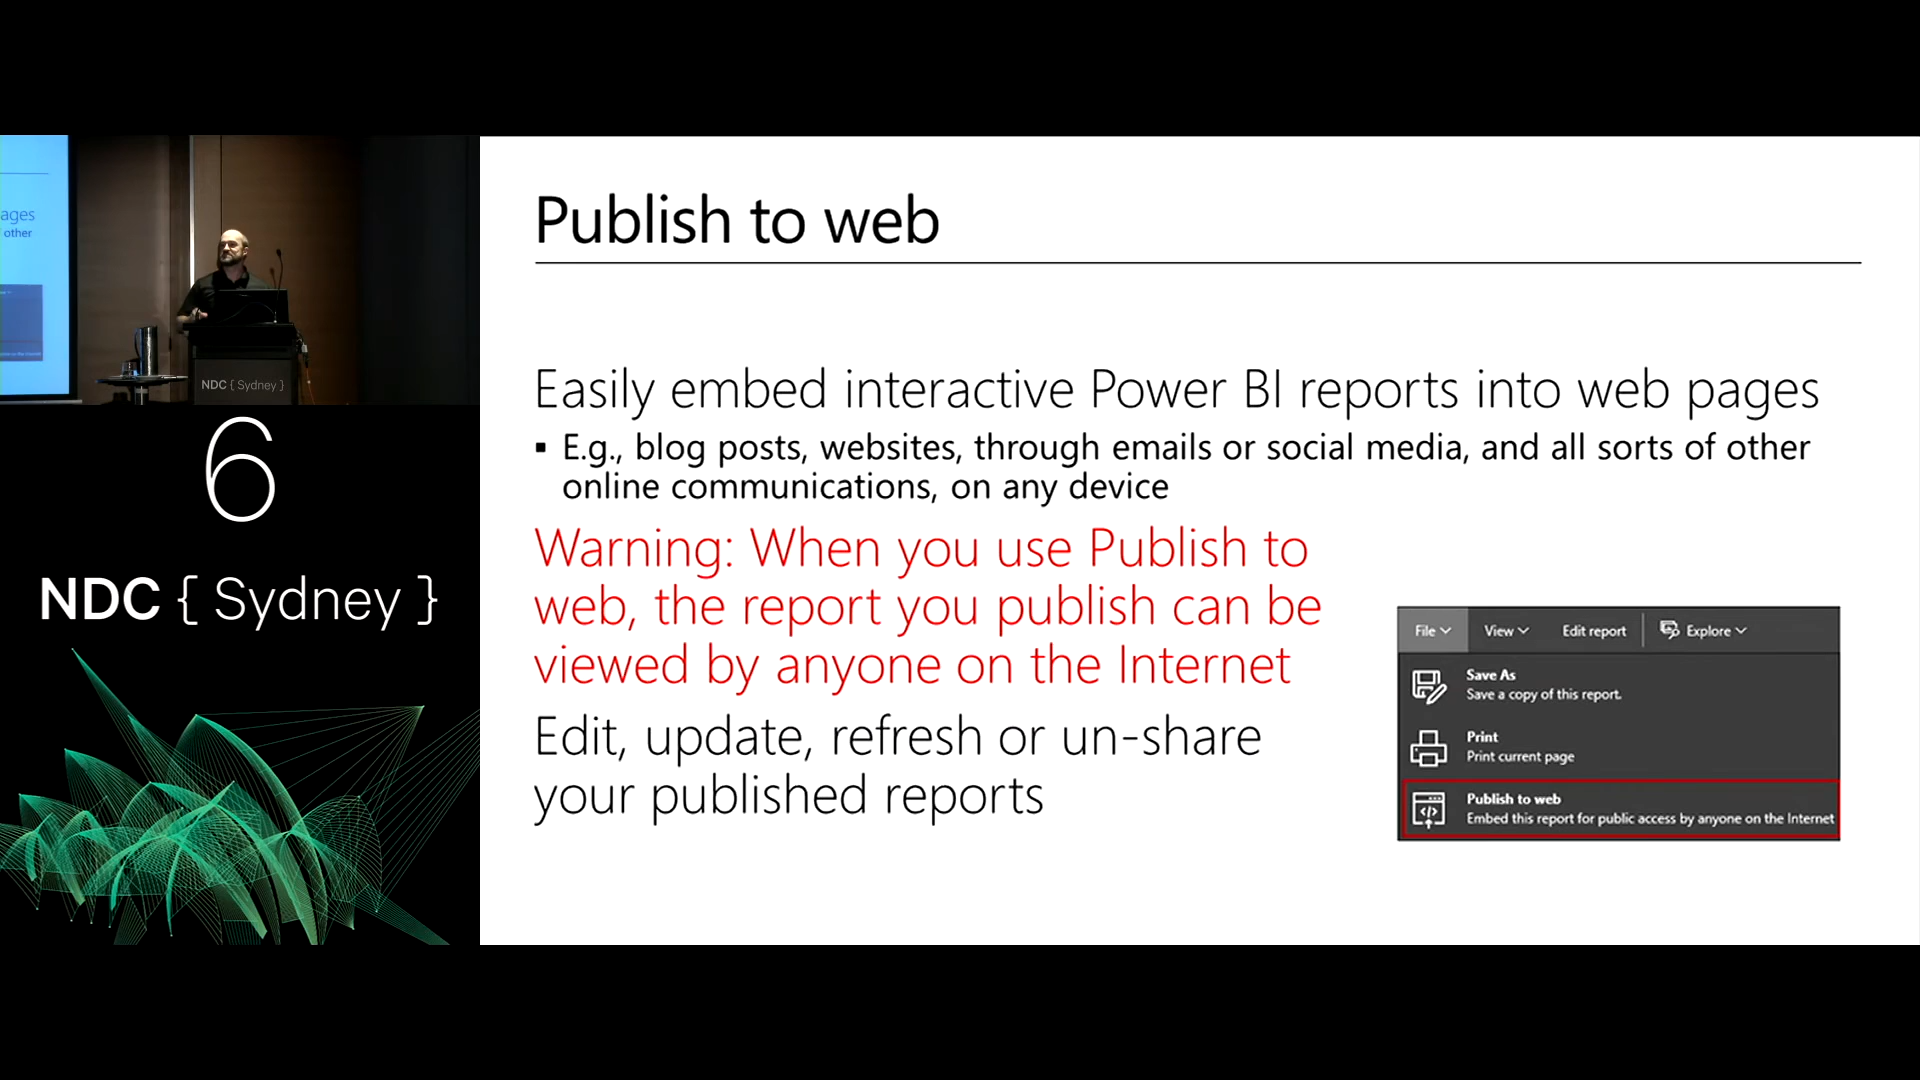 ages
other
NDC { Sydney }
6
NDC { Sydney }
Publish to web
Easily embed interactive Power BI reports into web pages
▪ E.g., blog posts, websites, through emails or social media, and all sorts of other
online communications, on any device
Warning: When you use Publish to
web, the report you publish can be
viewed by anyone on the Internet
Edit, update, refresh or un-share
your published reports
File View Edit report Explore
Save As
Save a copy of this report.
Print
Print current page
Publish to web
Embed this report for public access by anyone on the Internet